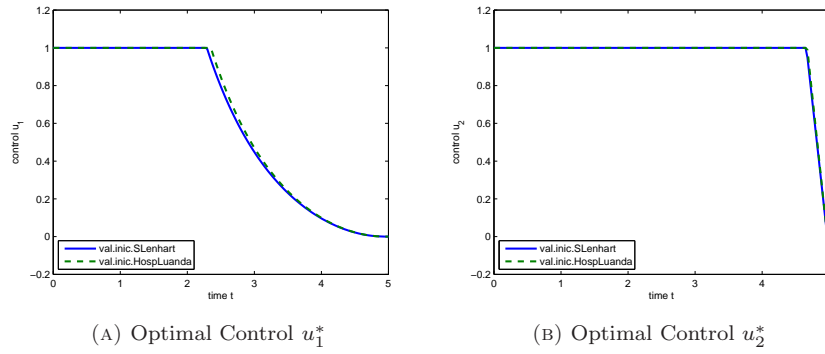 1.2
1
0.8
0.6
0.4
0.2
0
−0.2
control u1
0 1 2 3 4 5
time t
val.inic.SLenhart
val.inic.HospLuanda
(A) Optimal Control u₁*
1.2
1
0.8
0.6
0.4
0.2
0
−0.2
control u2
0 1 2 3 4
time t
val.inic.SLenhart
val.inic.HospLuanda
(B) Optimal Control u₂*